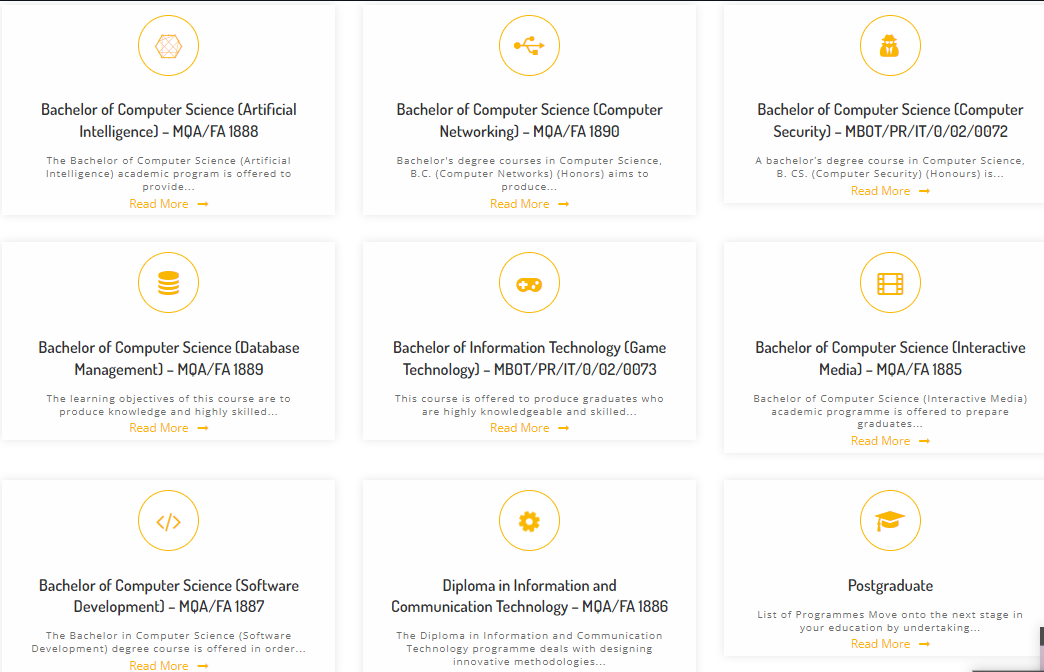 Bachelor of Computer Science (Artificial
Intelligence) – MQA/FA 1888
The Bachelor of Computer Science (Artificial
Intelligence) academic program is offered to
provide...
Read More →
Bachelor of Computer Science (Computer
Networking) – MQA/FA 1890
Bachelor's degree courses in Computer Science,
B.C. (Computer Networks) (Honors) aims to
produce...
Read More →
Bachelor of Computer Science (Computer
Security) – MBOT/PR/IT/0/02/0072
A bachelor's degree course in Computer Science,
B. CS. (Computer Security) (Honours) is...
Read More →
Bachelor of Computer Science (Database
Management) – MQA/FA 1889
The learning objectives of this course are to
produce knowledge and highly skilled...
Read More →
Bachelor of Information Technology (Game
Technology) – MBOT/PR/IT/0/02/0073
This course is offered to produce graduates who
are highly knowledgeable and skilled...
Read More →
Bachelor of Computer Science (Interactive
Media) – MQA/FA 1885
Bachelor of Computer Science (Interactive Media)
academic programme is offered to prepare
graduates...
Read More →
Bachelor of Computer Science (Software
Development) – MQA/FA 1887
The Bachelor in Computer Science (Software
Development) degree course is offered in order...
Read More →
Diploma in Information and
Communication Technology – MQA/FA 1886
The Diploma in Information and Communication
Technology programme deals with designing
innovative methodologies...
Postgraduate
List of Programmes Move onto the next stage in
your education by undertaking...
Read More →